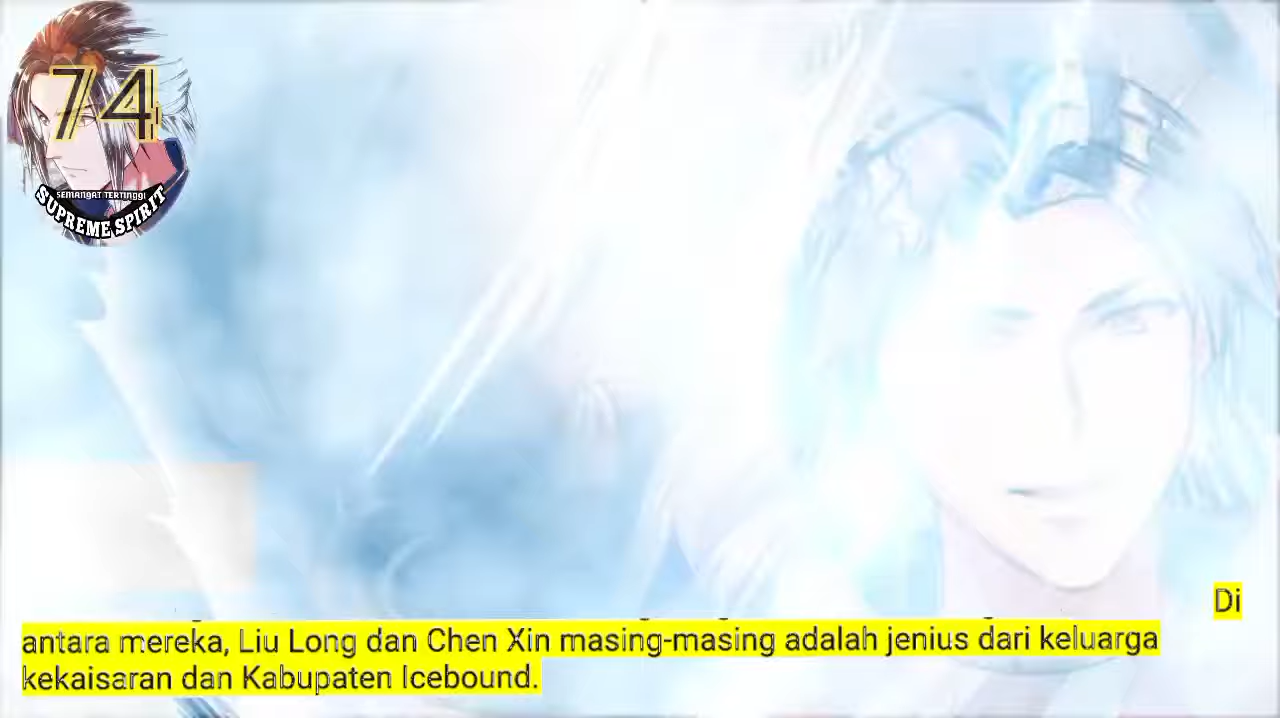 74
SEMANGAT TERTINGGI
SUPREME SPIRIT
Di
antara mereka, Liu Long dan Chen Xin masing-masing adalah jenius dari keluarga
kekaisaran dan Kabupaten Icebound.